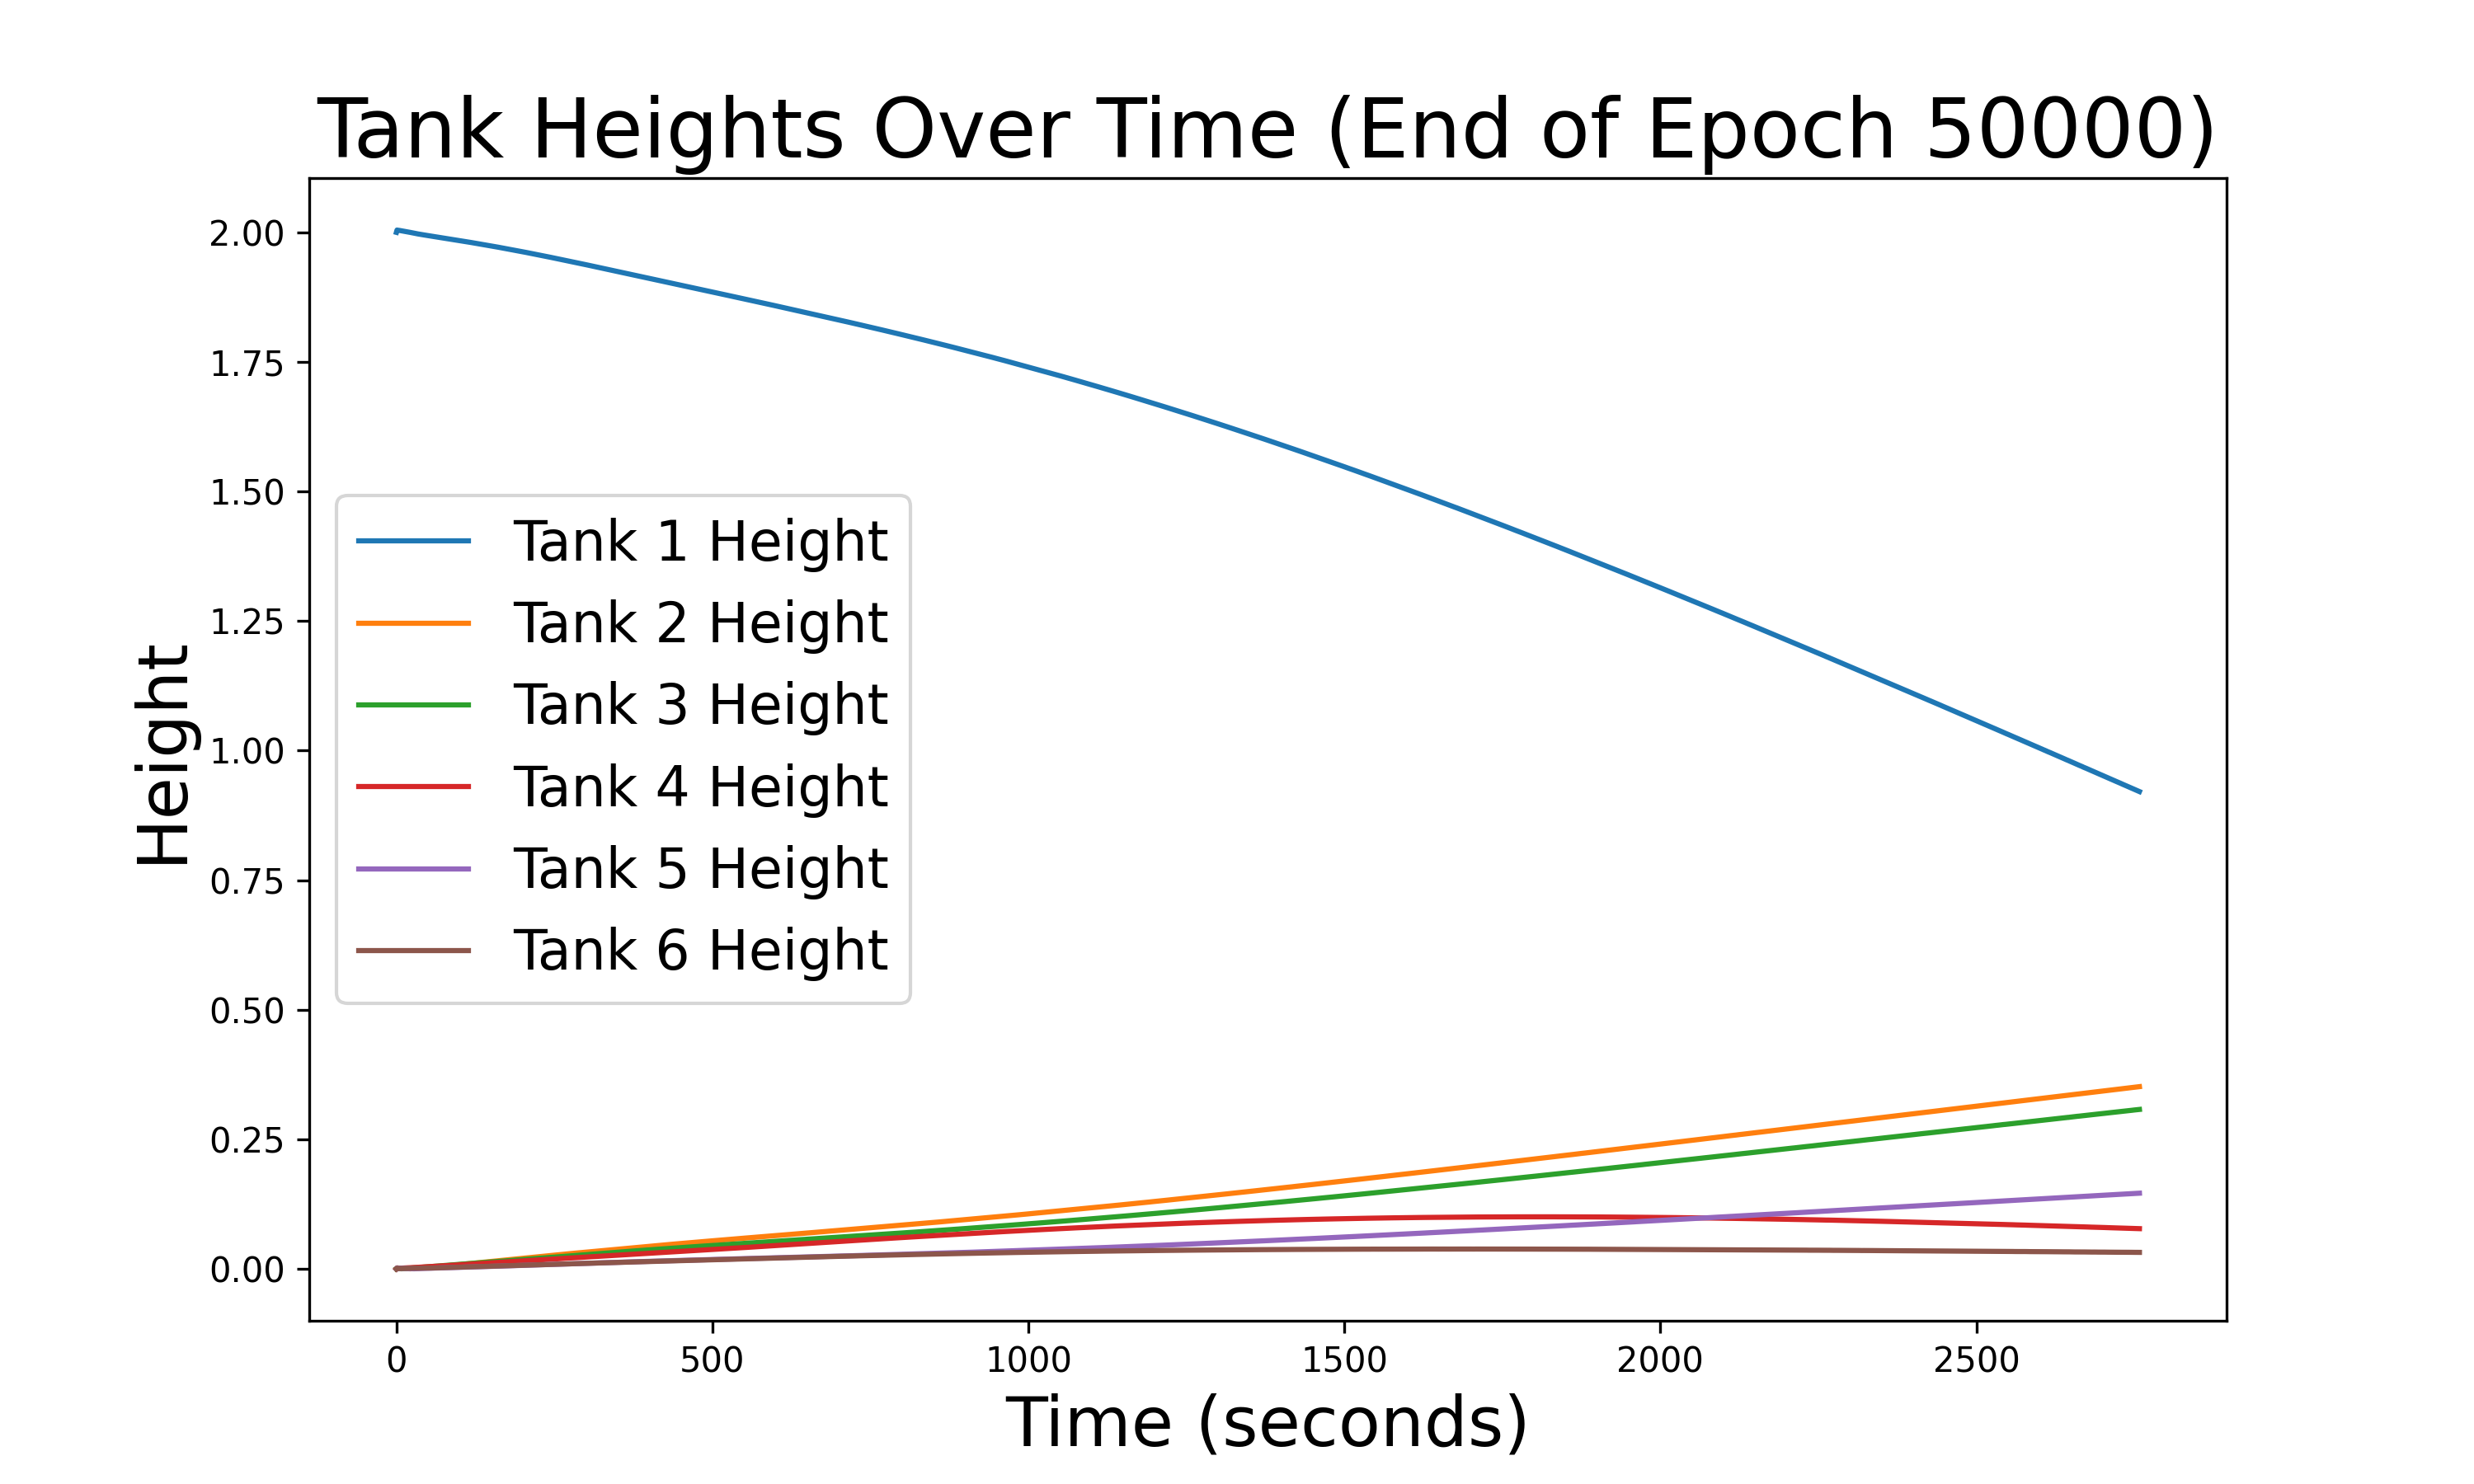 Tank Heights Over Time (End of Epoch 50000)
Height
2.00
1.75
1.50
1.25
1.00
0.75
0.50
0.25
0.00
Tank 1 Height
Tank 2 Height
Tank 3 Height
Tank 4 Height
Tank 5 Height
Tank 6 Height
0 500 1000 1500 2000 2500
Time (seconds)